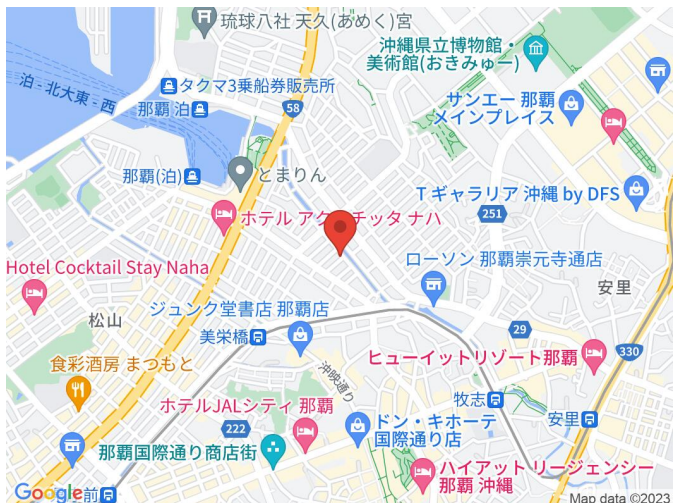 琉球八社 天久(あめく)宮
沖縄県立博物館・
美術館(おきみゅー)
泊 - 北大東 - 西
タクマ3乗船券販売所
58
サンエー 那覇
メインプレイス
那覇 泊
那覇(泊)
とまりん
T ギャラリア 沖縄 by DFS
251
ホテル アクアチッタ ナハ
Hotel Cocktail Stay Naha
ローソン 那覇崇元寺通店
安里
ジュンク堂書店 那覇店
松山
美栄橋
29
330
食彩酒房 まつもと
沖映通り
ヒューイットリゾート那覇
牧志
ホテルJALシティ 那覇
安里
222
ドン・キホーテ
国際通り店
那覇国際通り商店街
ハイアット リージェンシー
那覇 沖縄
Google
前
Map data ©2023